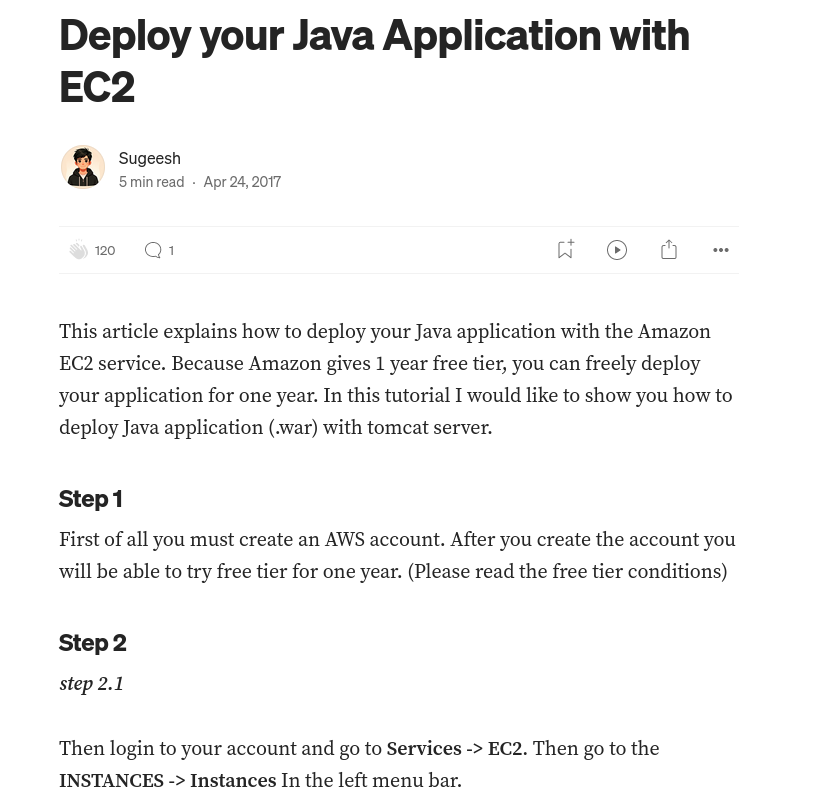 Deploy your Java Application with
EC2
Sugeesh
5 min read · Apr 24, 2017
120
1
This article explains how to deploy your Java application with the Amazon
EC2 service. Because Amazon gives 1 year free tier, you can freely deploy
your application for one year. In this tutorial I would like to show you how to
deploy Java application (.war) with tomcat server.
Step 1
First of all you must create an AWS account. After you create the account you
will be able to try free tier for one year. (Please read the free tier conditions)
Step 2
step 2.1
Then login to your account and go to Services -> EC2. Then go to the
INSTANCES -> Instances In the left menu bar.